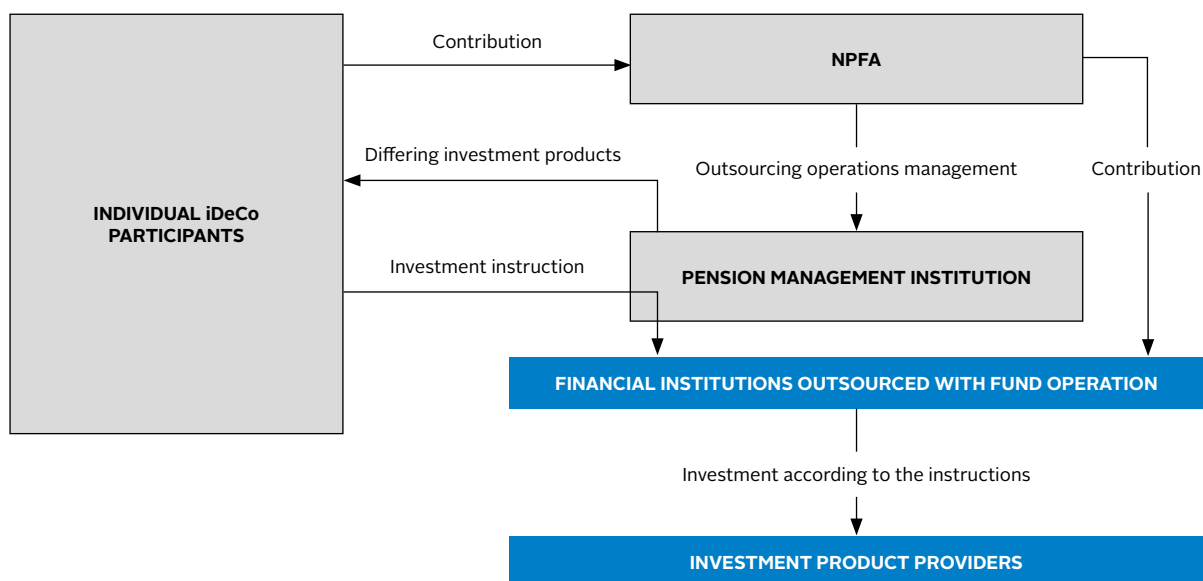 Contribution
NPFA
Differing investment products
Outsourcing operations management
Contribution
INDIVIDUAL iDeCo
PARTICIPANTS
Investment instruction
PENSION MANAGEMENT INSTITUTION
FINANCIAL INSTITUTIONS OUTSOURCED WITH FUND OPERATION
Investment according to the instructions
INVESTMENT PRODUCT PROVIDERS